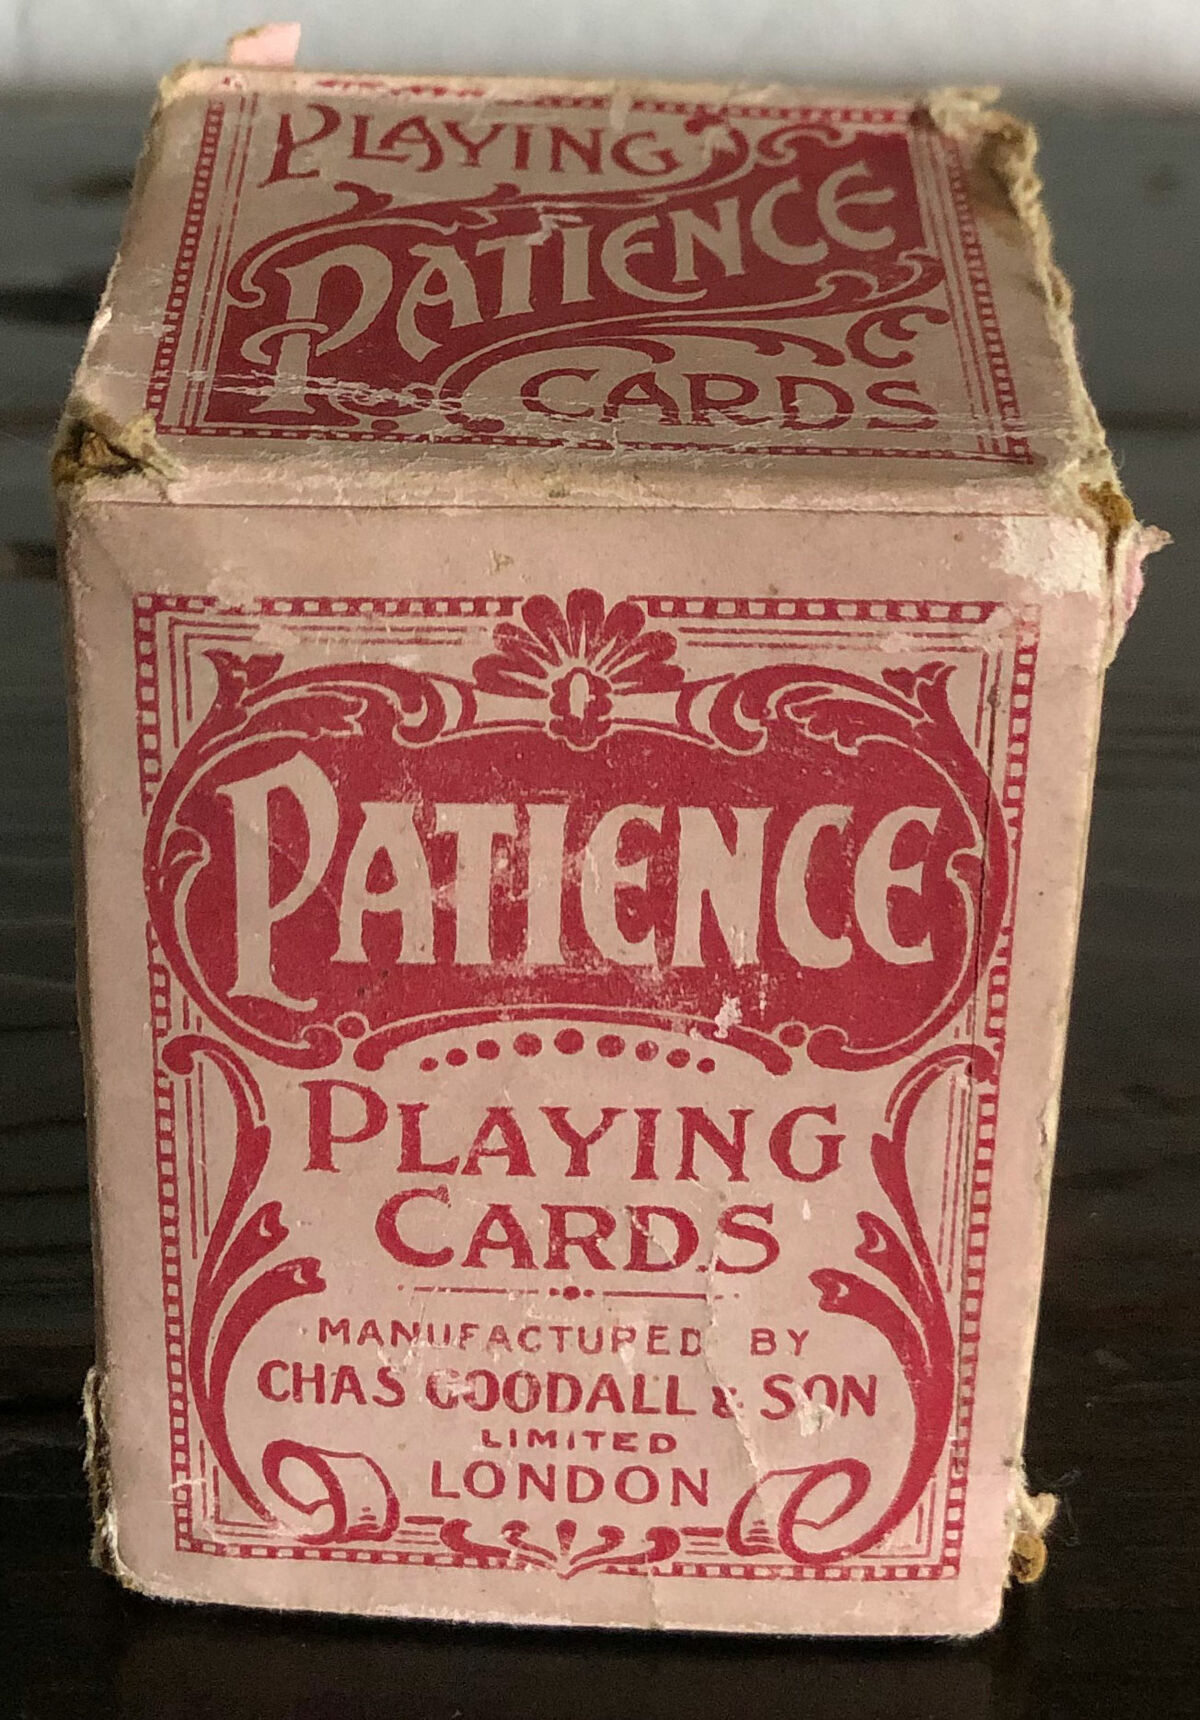 PLAYING
PATIENCE
CARDS
PATIENCE
PLAYING
CARDS
MANUFACTURED BY
CHAS GOODALL & SON
LIMITED
LONDON